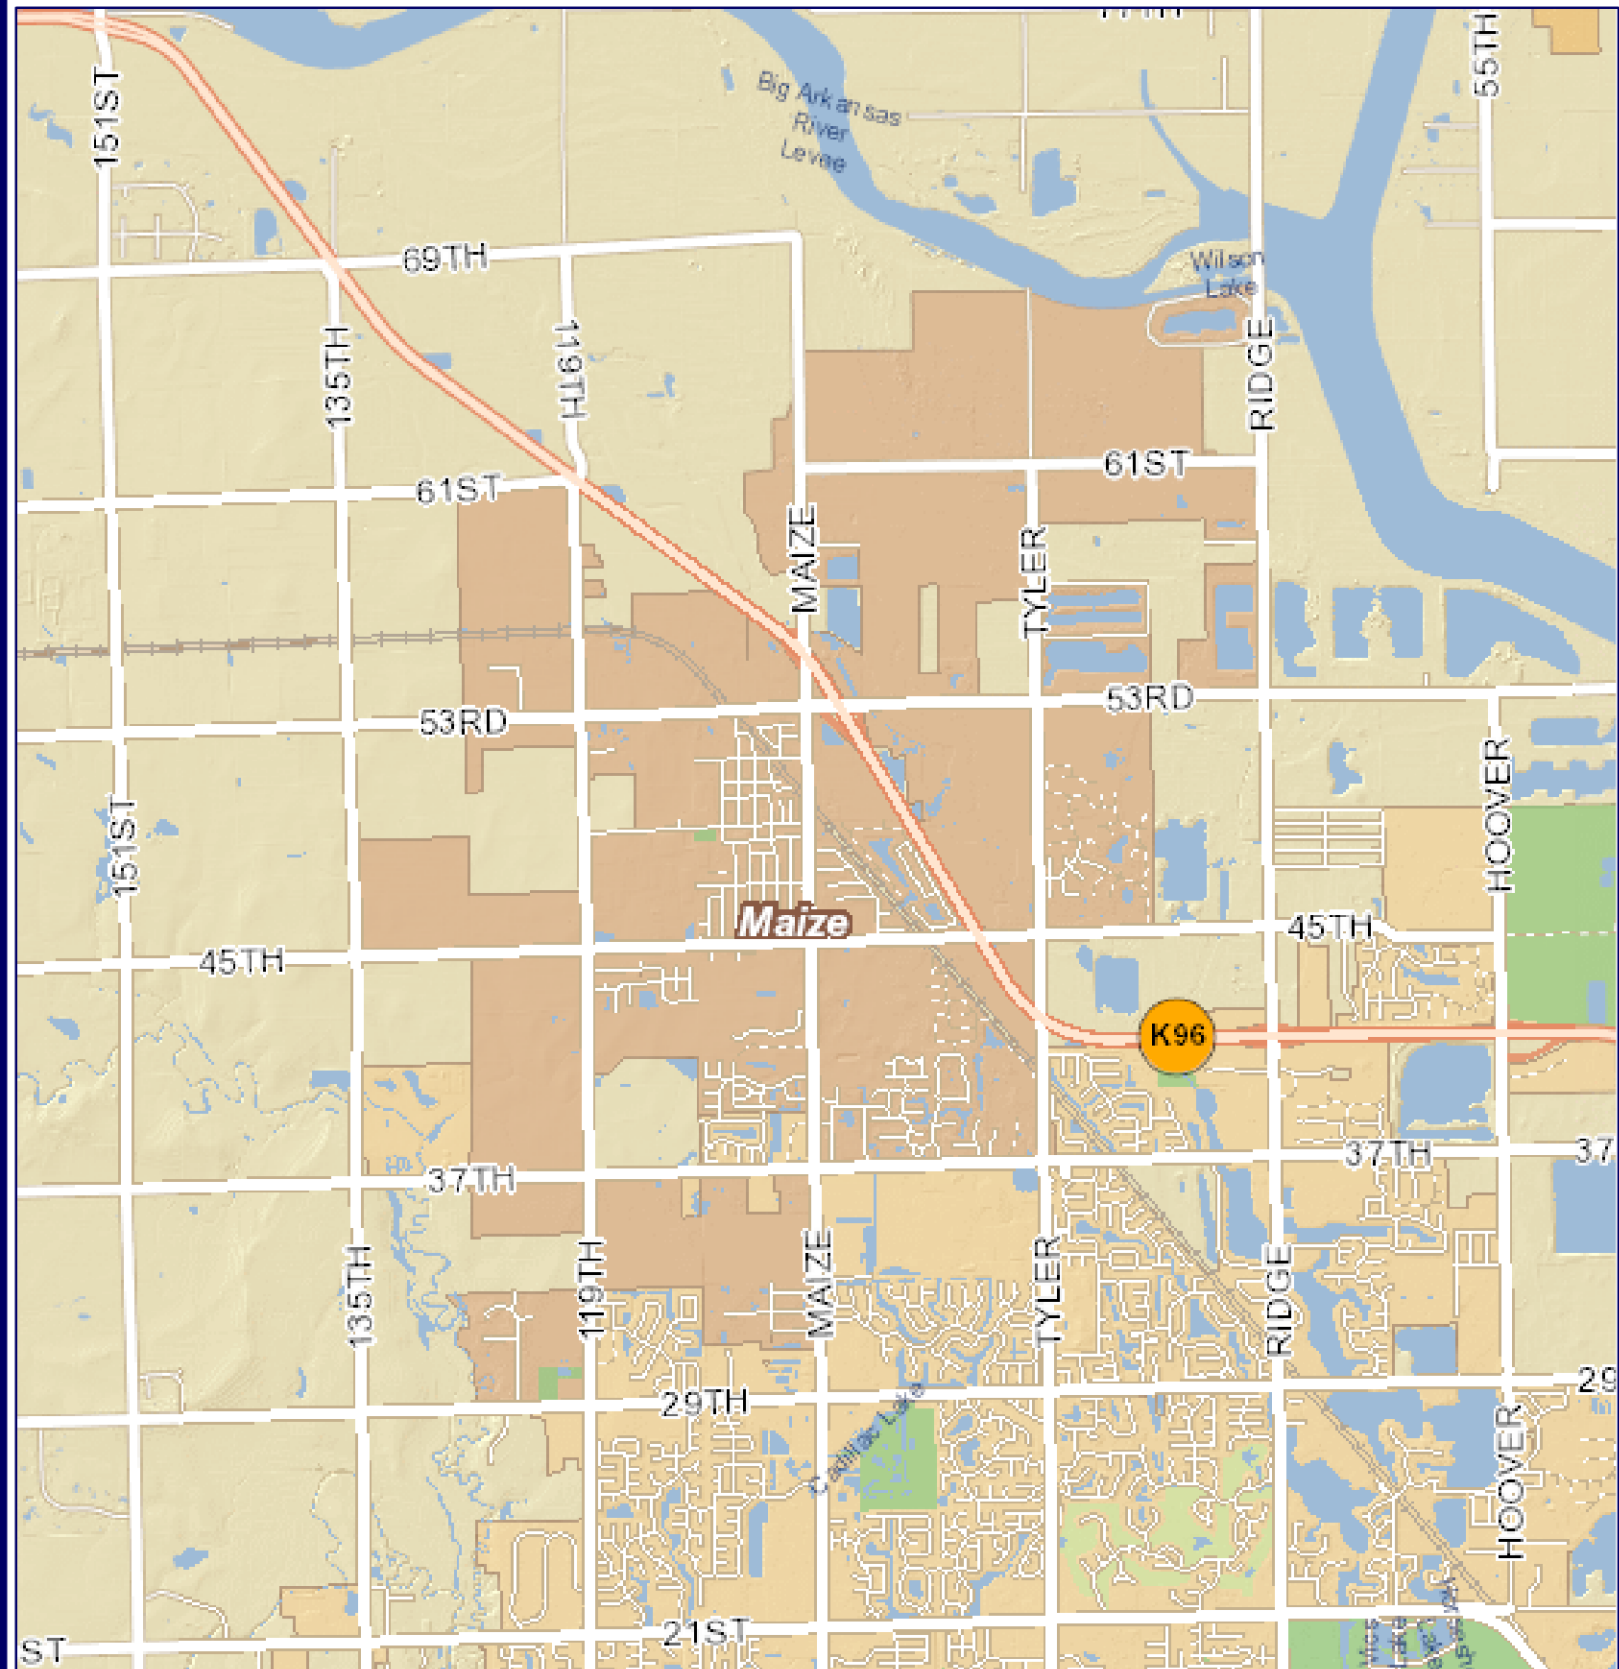 151ST
55TH
Big Arkansas
River
Levee
69TH
Wilson
Lake
135TH
119TH
RIDGE
61ST
61ST
MAIZE
TYLER
53RD
53RD
151ST
HOOVER
Maize
45TH
45TH
K96
37TH
37TH
37
135TH
119TH
MAIZE
TYLER
RIDGE
29TH
29
Cadillac Lake
HOOVER
21ST
ST